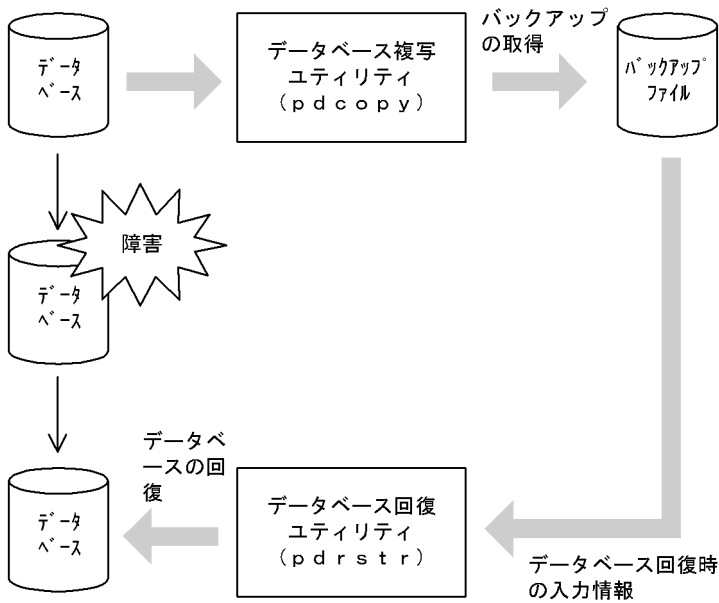 データ
ベース
データベース複写
ユティリティ
（ｐｄｃｏｐｙ）
バックアップ
の取得
バックアップ
ファイル
障害
データ
ベース
データベ
ースの回
復
データ
ベース
データベース回復
ユティリティ
（ｐｄｒｓｔｒ）
データベース回復時
の入力情報